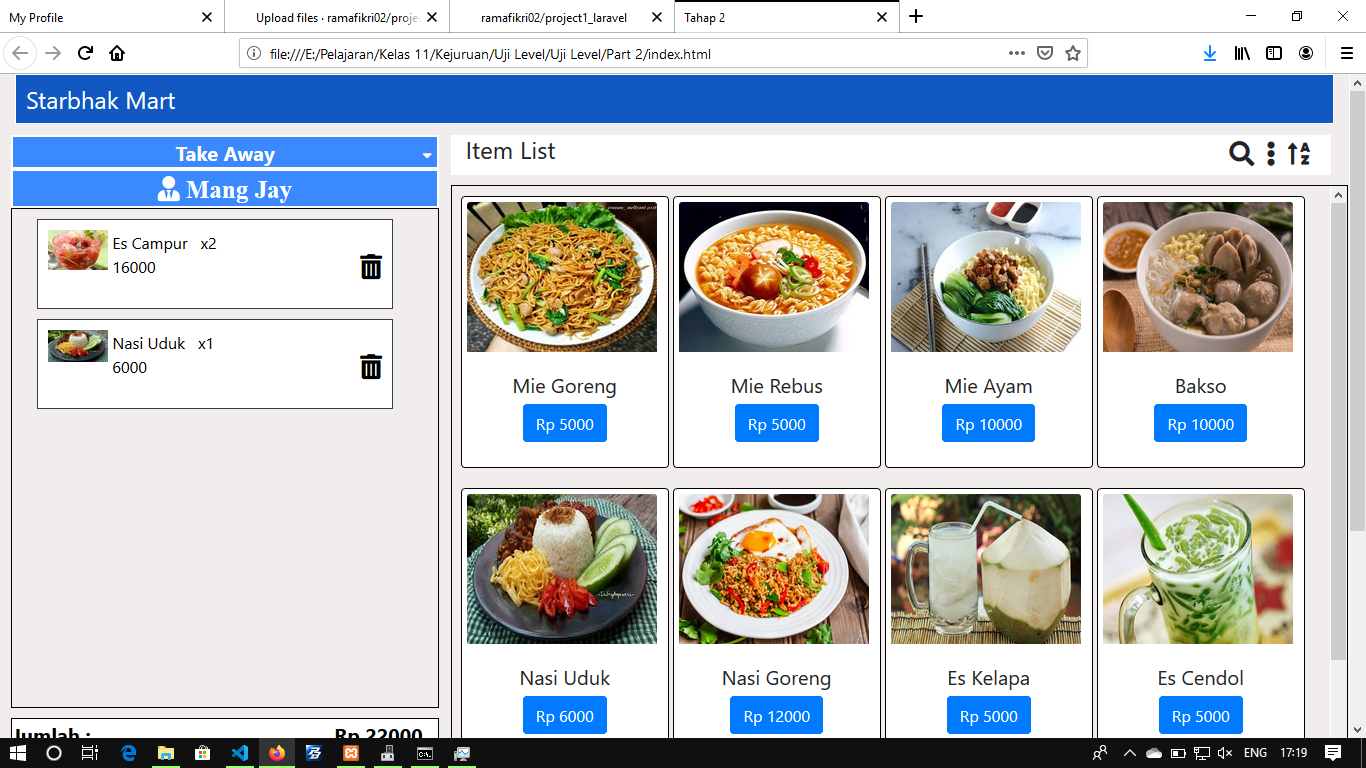 My Profile
Upload files · ramafikri02/proje
ramafikri02/project1_laravel
Tahap 2
file:///E:/Pelajaran/Kelas 11/Kejuruan/Uji Level/Uji Level/Part 2/index.html
Starbhak Mart
Take Away
Mang Jay
Es Campur x2
16000
Nasi Uduk x1
6000
Jumlah : Rp 22000
Item List
Mie Goreng
Rp 5000
Mie Rebus
Rp 5000
Mie Ayam
Rp 10000
Bakso
Rp 10000
Nasi Uduk
Rp 6000
Nasi Goreng
Rp 12000
Es Kelapa
Rp 5000
Es Cendol
Rp 5000
ENG 17:19